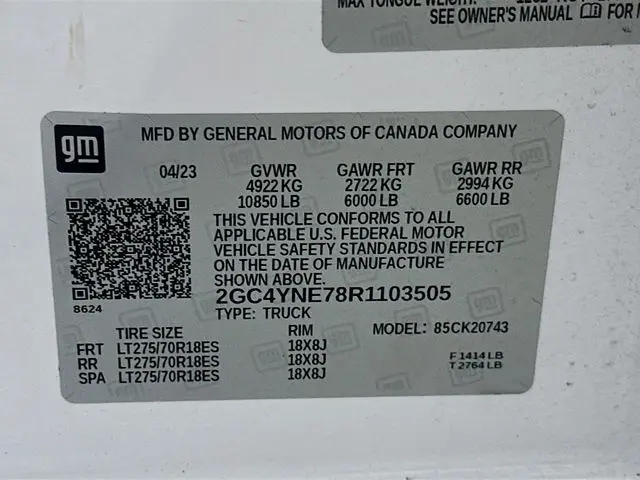 SEE OWNER'S MANUAL FOR
gm
MFD BY GENERAL MOTORS OF CANADA COMPANY
04/23 GVWR GAWR FRT GAWR RR
4922 KG 2722 KG 2994 KG
10850 LB 6000 LB 6600 LB
THIS VEHICLE CONFORMS TO ALL
APPLICABLE U.S. FEDERAL MOTOR
VEHICLE SAFETY STANDARDS IN EFFECT
ON THE DATE OF MANUFACTURE
SHOWN ABOVE.
8624
2GC4YNE78R1103505
TYPE: TRUCK MODEL: 85CK20743
TIRE SIZE RIM
FRT LT275/70R18ES 18X8J
RR LT275/70R18ES 18X8J
SPA LT275/70R18ES 18X8J
F 1414 LB
T 2764 LB